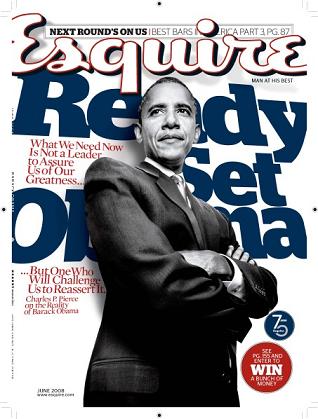 NEXT ROUND'S ON US | BEST BARS IN AMERICA PART 3, PG. 87
Esquire
MAN AT HIS BEST
Ready
Set
Obama
What We Need Now
Is Not a Leader
to Assure
Us of Our
Greatness...
...But One Who
Will Challenge
Us to Reassert It.
Charles P. Pierce
on the Reality
of Barack Obama
75
SEE
PG. 155 AND
ENTER TO
WIN
A BUNCH OF
MONEY
JUNE 2008
www.esquire.com